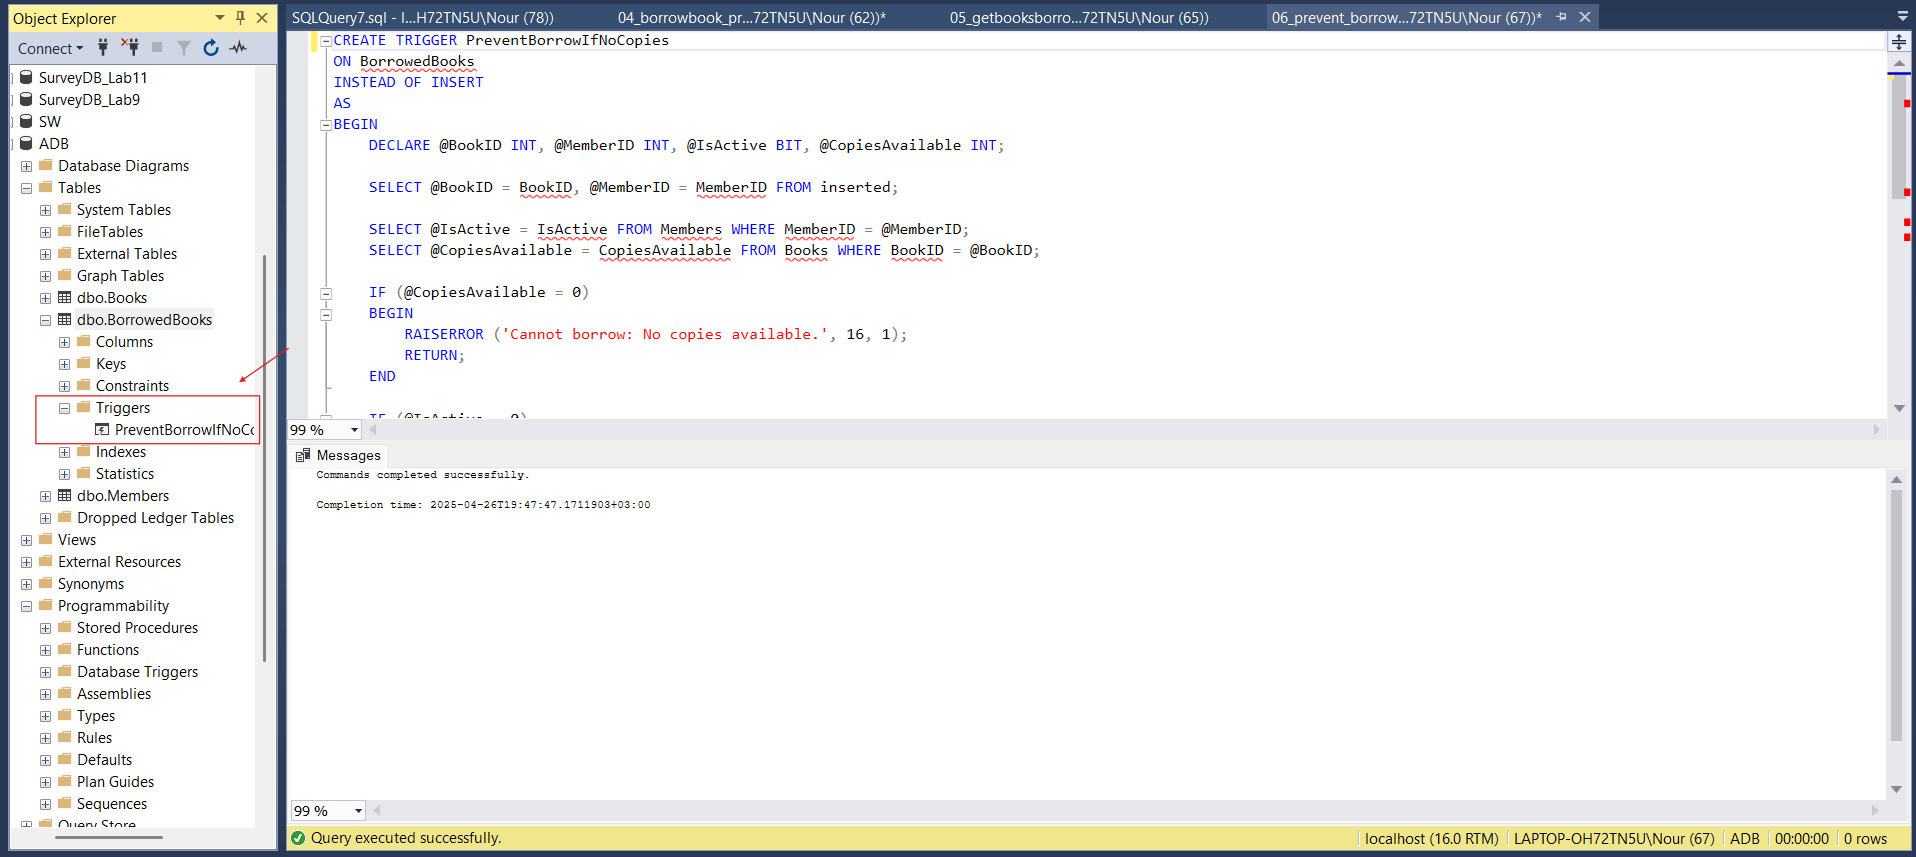 Object Explorer
Connect
SurveyDB_Lab11
SurveyDB_Lab9
SW
ADB
Database Diagrams
Tables
System Tables
FileTables
External Tables
Graph Tables
dbo.Books
dbo.BorrowedBooks
Columns
Keys
Constraints
Triggers
PreventBorrowIfNoCo
Indexes
Statistics
dbo.Members
Dropped Ledger Tables
Views
External Resources
Synonyms
Programmability
Stored Procedures
Functions
Database Triggers
Assemblies
Types
Rules
Defaults
Plan Guides
Sequences
Query Store
SQLQuery7.sql - l...H72TN5U\Nour (78))
04_borrowbook_pr...72TN5U\Nour (62))*
05_getbooksborro...72TN5U\Nour (65))
06_prevent_borrow...72TN5U\Nour (67))*
CREATE TRIGGER PreventBorrowIfNoCopies
ON BorrowedBooks
INSTEAD OF INSERT
AS
BEGIN
DECLARE @BookID INT, @MemberID INT, @IsActive BIT, @CopiesAvailable INT;
SELECT @BookID = BookID, @MemberID = MemberID FROM inserted;
SELECT @IsActive = IsActive FROM Members WHERE MemberID = @MemberID;
SELECT @CopiesAvailable = CopiesAvailable FROM Books WHERE BookID = @BookID;
IF (@CopiesAvailable = 0)
BEGIN
RAISERROR ('Cannot borrow: No copies available.', 16, 1);
RETURN;
END
IF (@IsActive = 0)
99 %
Messages
Commands completed successfully.
Completion time: 2025-04-26T19:47:47.1711903+03:00
99 %
Query executed successfully.
localhost (16.0 RTM)
LAPTOP-OH72TN5U\Nour (67)
ADB
00:00:00
0 rows